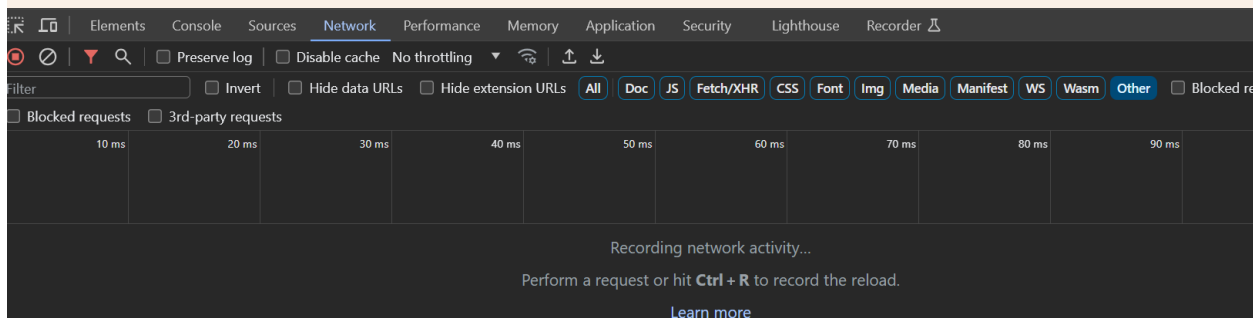 Elements Console Sources Network Performance Memory Application Security Lighthouse Recorder
Preserve log Disable cache No throttling
Filter Invert Hide data URLs Hide extension URLs All Doc JS Fetch/XHR CSS Font Img Media Manifest WS Wasm Other Blocked re
Blocked requests 3rd-party requests
10 ms 20 ms 30 ms 40 ms 50 ms 60 ms 70 ms 80 ms 90 ms
Recording network activity...
Perform a request or hit Ctrl + R to record the reload.
Learn more